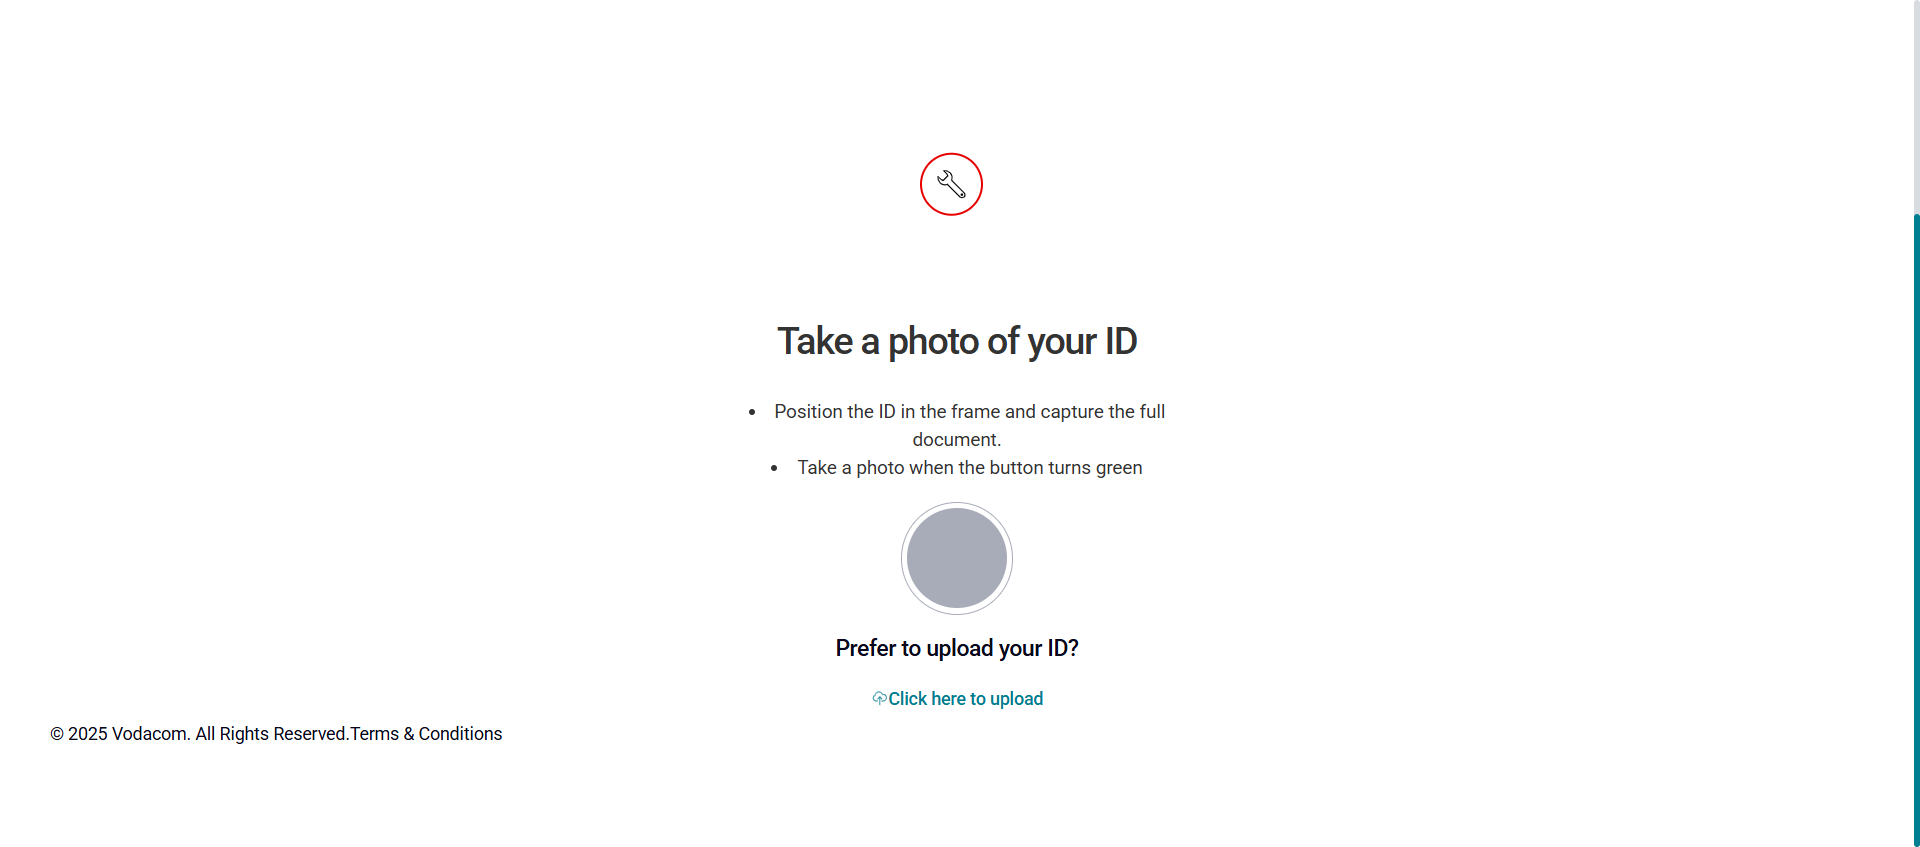 Take a photo of your ID
• Position the ID in the frame and capture the full
document.
• Take a photo when the button turns green
Prefer to upload your ID?
Click here to upload
© 2025 Vodacom. All Rights Reserved.Terms & Conditions